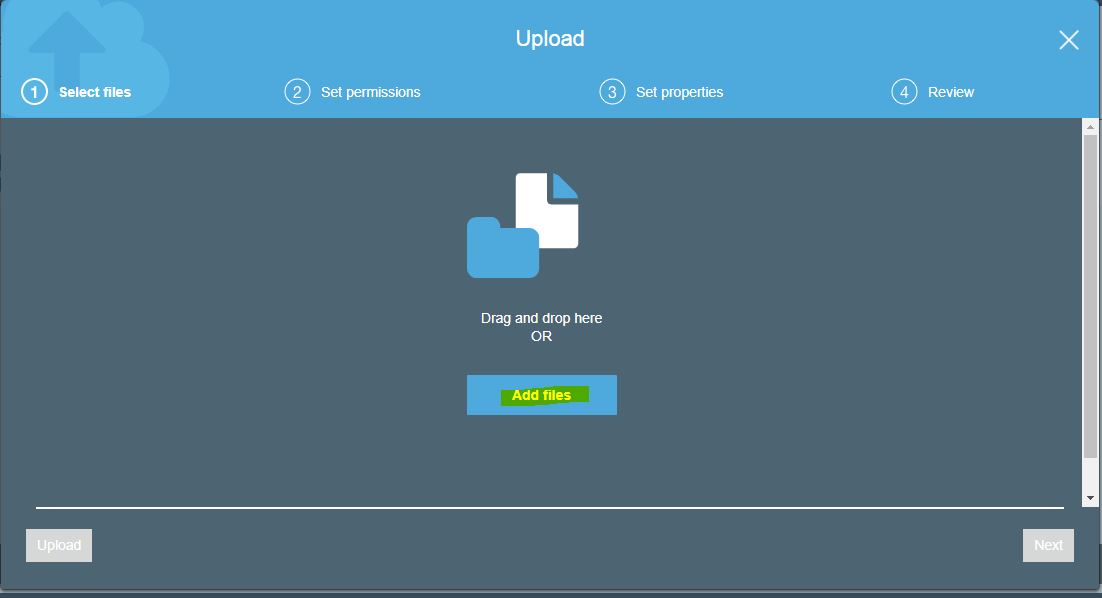 Upload
1 Select files
2 Set permissions
3 Set properties
4 Review
Drag and drop here
OR
Add files
Upload
Next